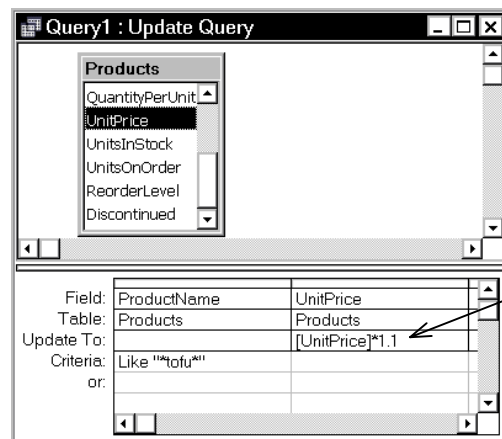 Query1 : Update Query
Products
QuantityPerUnit
UnitPrice
UnitsInStock
UnitsOnOrder
ReorderLevel
Discontinued
Field: ProductName UnitPrice
Table: Products Products
Update To: [UnitPrice]*1.1
Criteria: Like "*tofu*"
or: